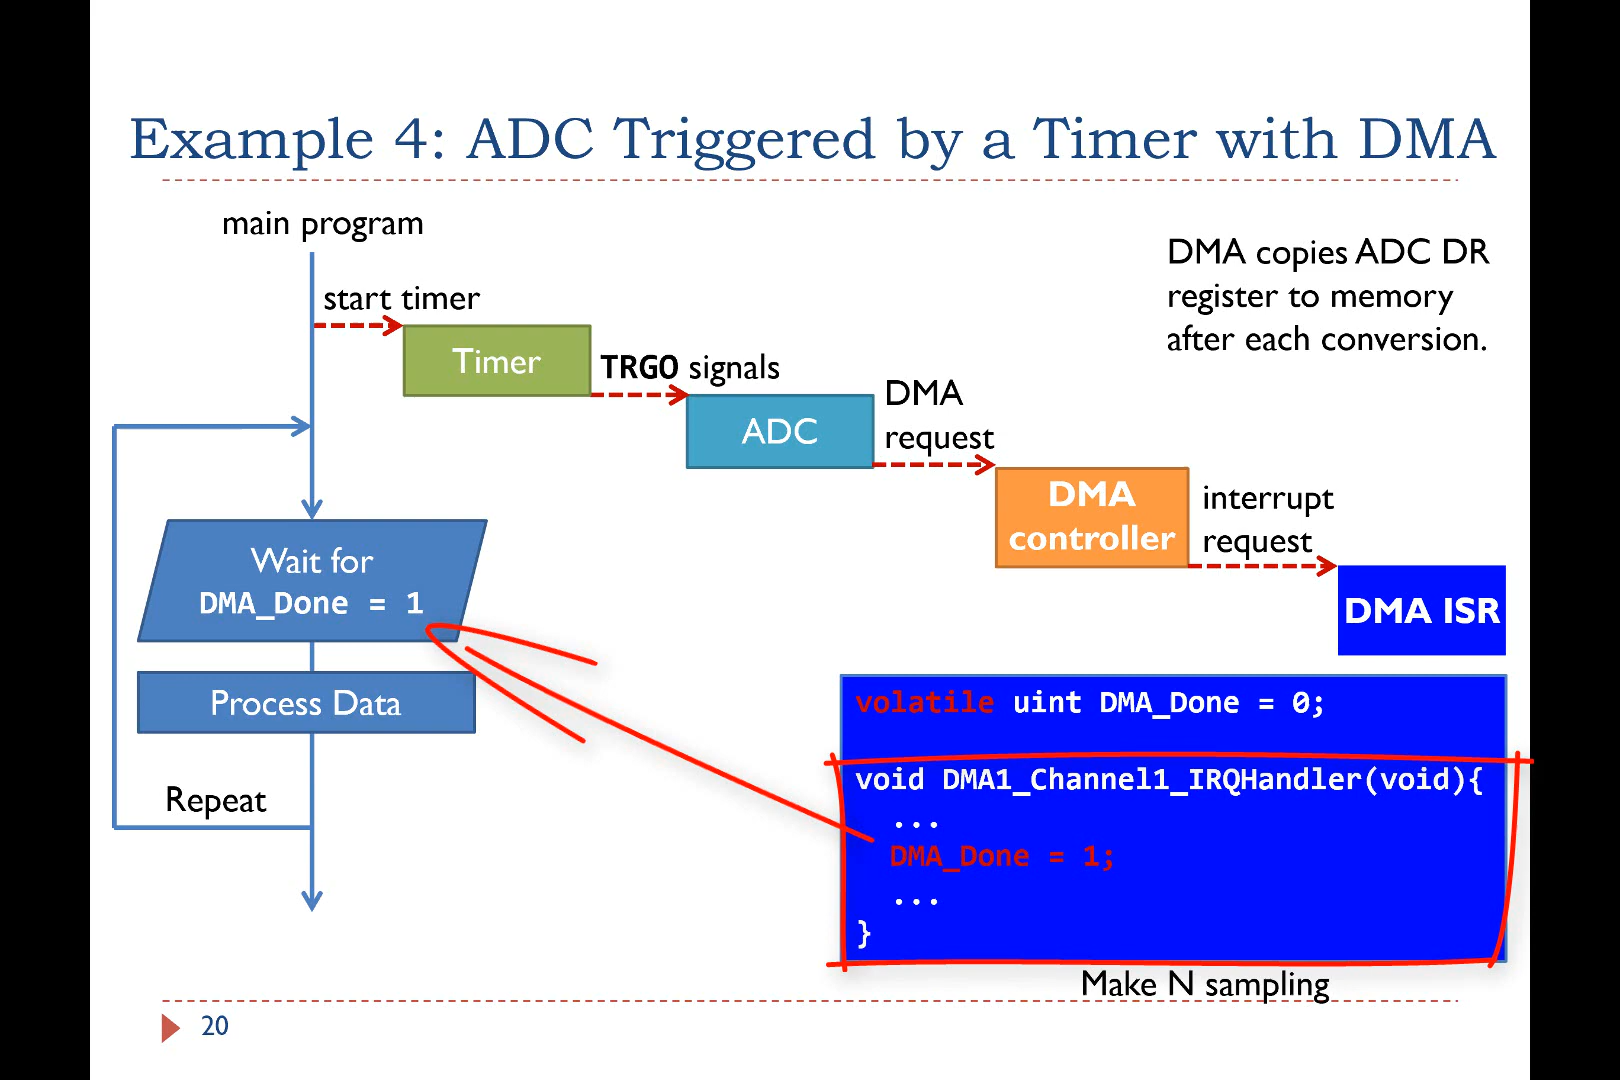 Example 4: ADC Triggered by a Timer with DMA
main program
start timer
Timer
TRGO signals
ADC
DMA
request
DMA
controller
interrupt
request
DMA ISR
DMA copies ADC DR
register to memory
after each conversion.
Wait for
DMA_Done = 1
Process Data
Repeat
volatile uint DMA_Done = 0;
void DMA1_Channel1_IRQHandler(void){
...
DMA_Done = 1;
...
}
Make N sampling
20